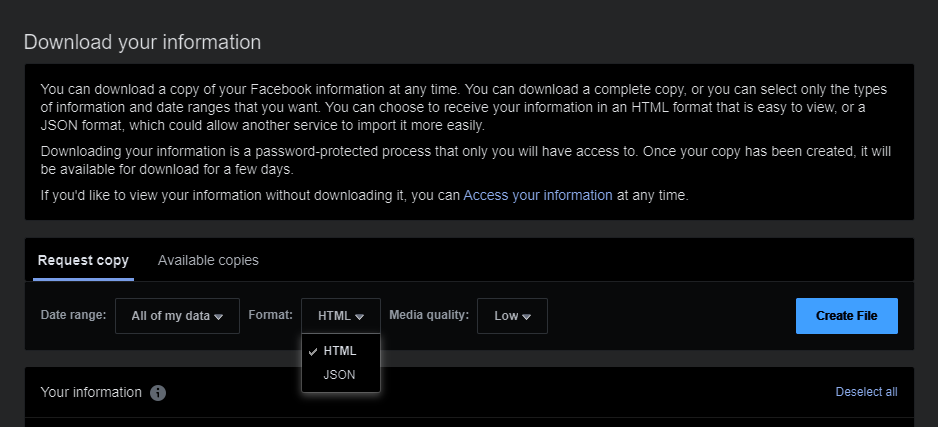 Download your information
You can download a copy of your Facebook information at any time. You can download a complete copy, or you can select only the types
of information and date ranges that you want. You can choose to receive your information in an HTML format that is easy to view, or a
JSON format, which could allow another service to import it more easily.
Downloading your information is a password-protected process that only you will have access to. Once your copy has been created, it will
be available for download for a few days.
If you'd like to view your information without downloading it, you can Access your information at any time.
Request copy Available copies
Date range: All of my data Format: HTML Media quality: Low Create File
HTML
JSON
Your information Deselect all